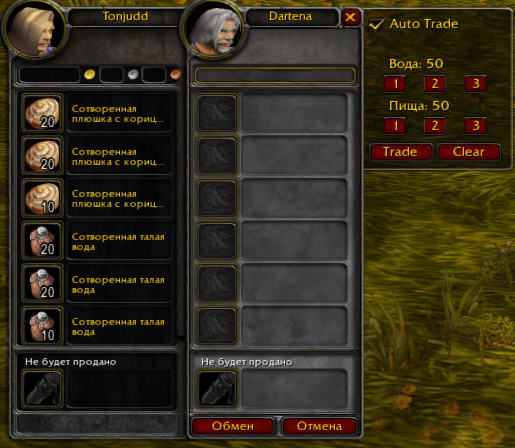 Tonjudd
Dartena
Auto Trade
Вода: 50
1 2 3
Пища: 50
1 2 3
Trade Clear
20
Сотворенная
плюшка с кориц...
20
Сотворенная
плюшка с кориц...
10
Сотворенная
плюшка с кориц...
20
Сотворенная талая
вода
20
Сотворенная талая
вода
10
Сотворенная талая
вода
Не будет продано
Не будет продано
Обмен Отмена